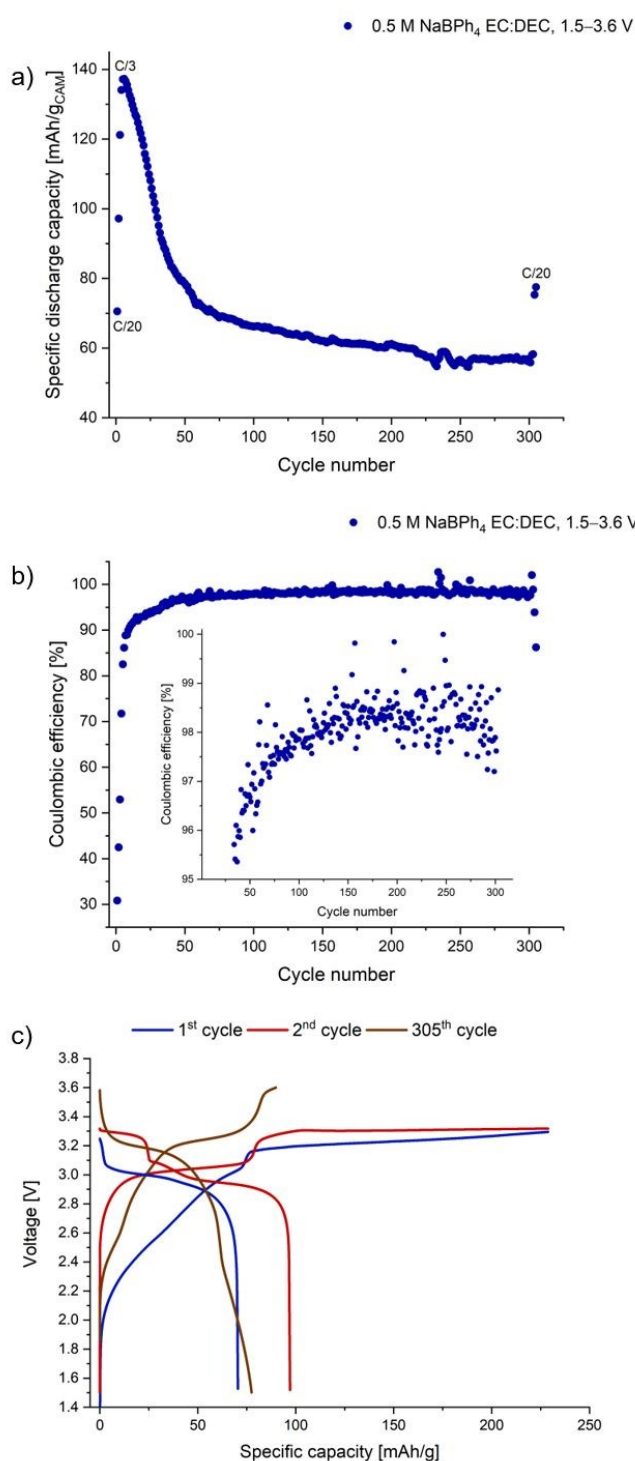 0.5 M NaBPh₄ EC:DEC, 1.5–3.6 V
a)
C/3
C/20
C/20
Specific discharge capacity [mAh/g_CAM]
140
120
100
80
60
40
0 50 100 150 200 250 300
Cycle number
0.5 M NaBPh₄ EC:DEC, 1.5–3.6 V
b)
Coulombic efficiency [%]
100
90
80
70
60
50
40
30
0 50 100 150 200 250 300
Cycle number
Coulombic efficiency [%]
100
99
98
97
96
95
50 100 150 200 250 300
Cycle number
1ˢᵗ cycle 2ⁿᵈ cycle 305ᵗʰ cycle
c)
Voltage [V]
3.8
3.6
3.4
3.2
3.0
2.8
2.6
2.4
2.2
2.0
1.8
1.6
1.4
0 50 100 150 200 250
Specific capacity [mAh/g]